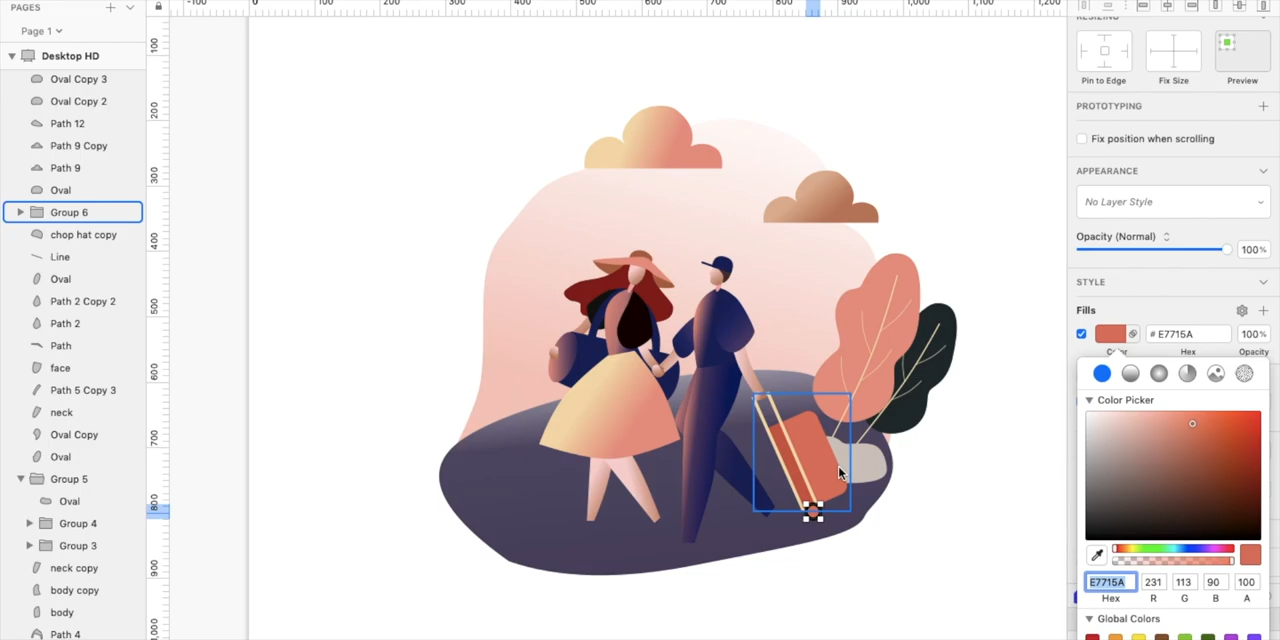 PAGES
Page 1
Desktop HD
Oval Copy 3
Oval Copy 2
Path 12
Path 9 Copy
Path 9
Oval
Group 6
chop hat copy
Line
Oval
Path 2 Copy 2
Path 2
Path
face
Path 5 Copy 3
neck
Oval Copy
Oval
Group 5
Oval
Group 4
Group 3
neck copy
body copy
body
Path 4
-100 0 100 200 300 400 500 600 700 800 900 1,000 1,100 1,200
100
200
300
400
500
600
700
800
900
1,000
RESIZING
Pin to Edge Fix Size Preview
PROTOTYPING
Fix position when scrolling
APPEARANCE
No Layer Style
Opacity (Normal) 100%
STYLE
Fills
# E7715A 100%
Color Hex Opacity
Color Picker
E7715A 231 113 90 100
Hex R G B A
Global Colors